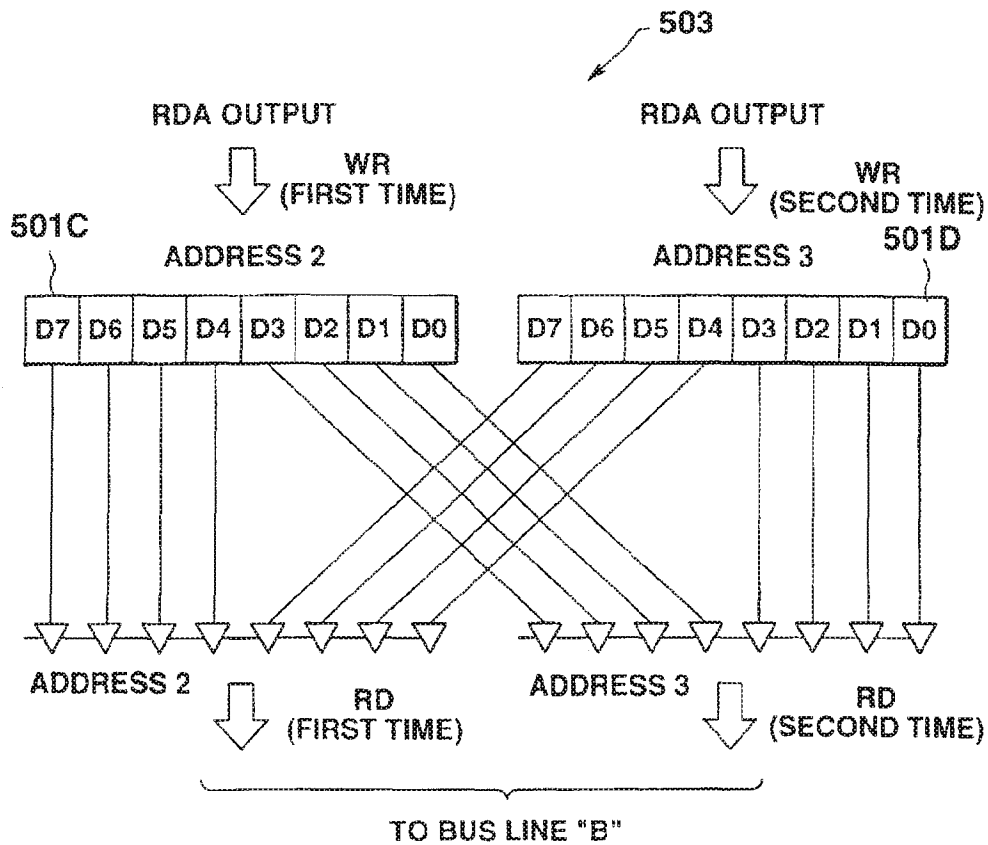 503
RDA OUTPUT
WR
(FIRST TIME)
RDA OUTPUT
WR
(SECOND TIME)
501C
ADDRESS 2
ADDRESS 3
501D
D7 D6 D5 D4 D3 D2 D1 D0
D7 D6 D5 D4 D3 D2 D1 D0
ADDRESS 2
RD
(FIRST TIME)
ADDRESS 3
RD
(SECOND TIME)
TO BUS LINE "B"